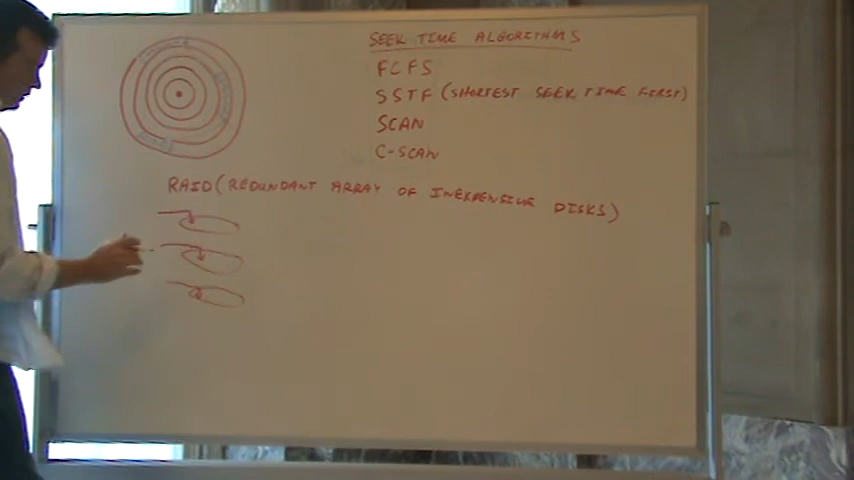 SEEK TIME ALGORITHMS
FCFS
SSTF (SHORTEST SEEK TIME FIRST)
SCAN
C-SCAN
RAID (REDUNDANT ARRAY OF INEXPENSIVE DISKS)